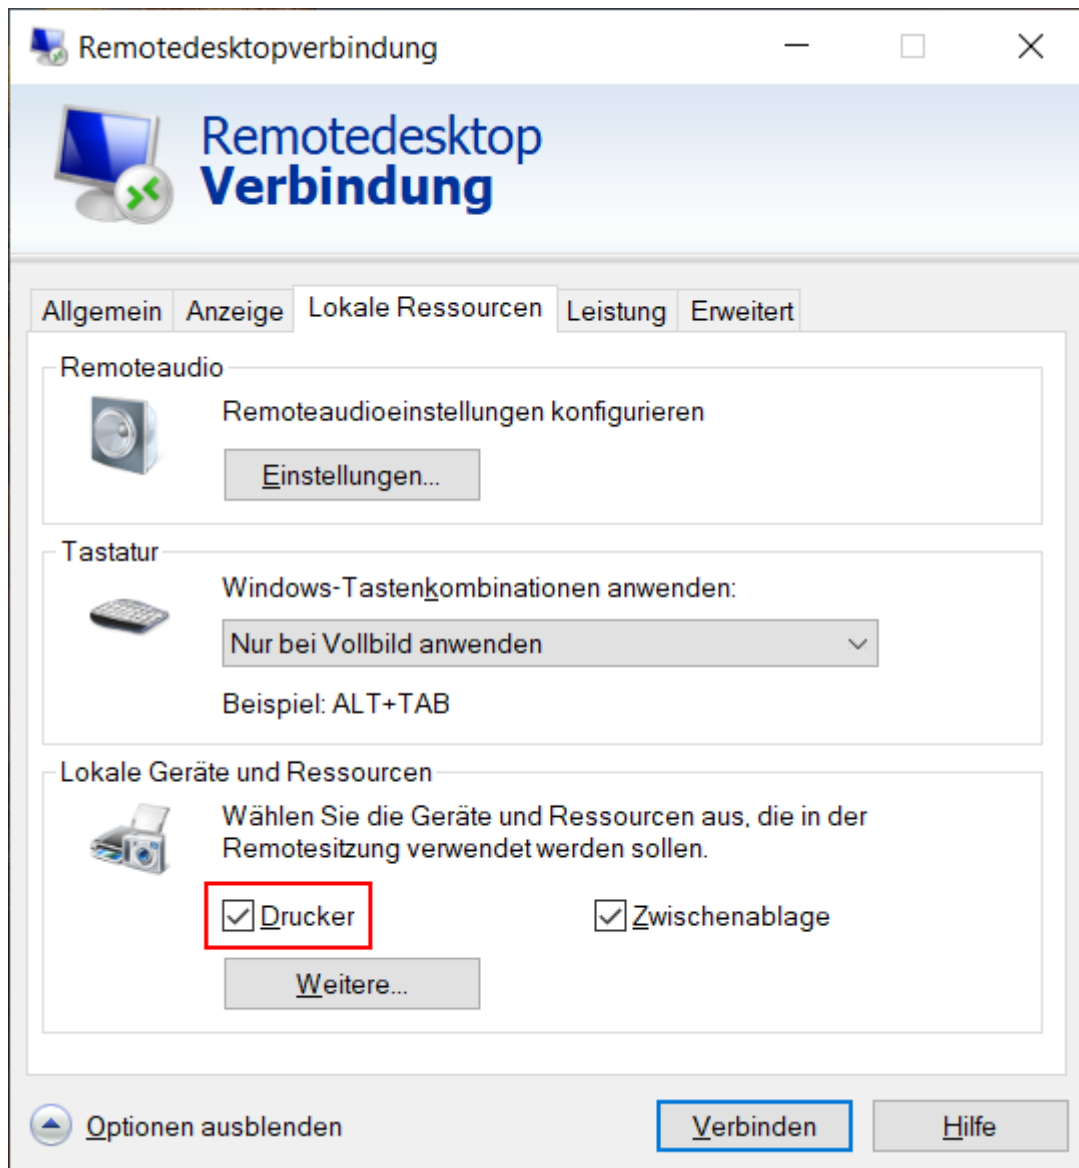 Remotedesktopverbindung
Remotedesktop
Verbindung
Allgemein Anzeige Lokale Ressourcen Leistung Erweitert
Remoteaudio
Remoteaudioeinstellungen konfigurieren
Einstellungen...
Tastatur
Windows-Tastenkombinationen anwenden:
Nur bei Vollbild anwenden
Beispiel: ALT+TAB
Lokale Geräte und Ressourcen
Wählen Sie die Geräte und Ressourcen aus, die in der
Remotesitzung verwendet werden sollen.
Drucker Zwischenablage
Weitere...
Optionen ausblenden Verbinden Hilfe